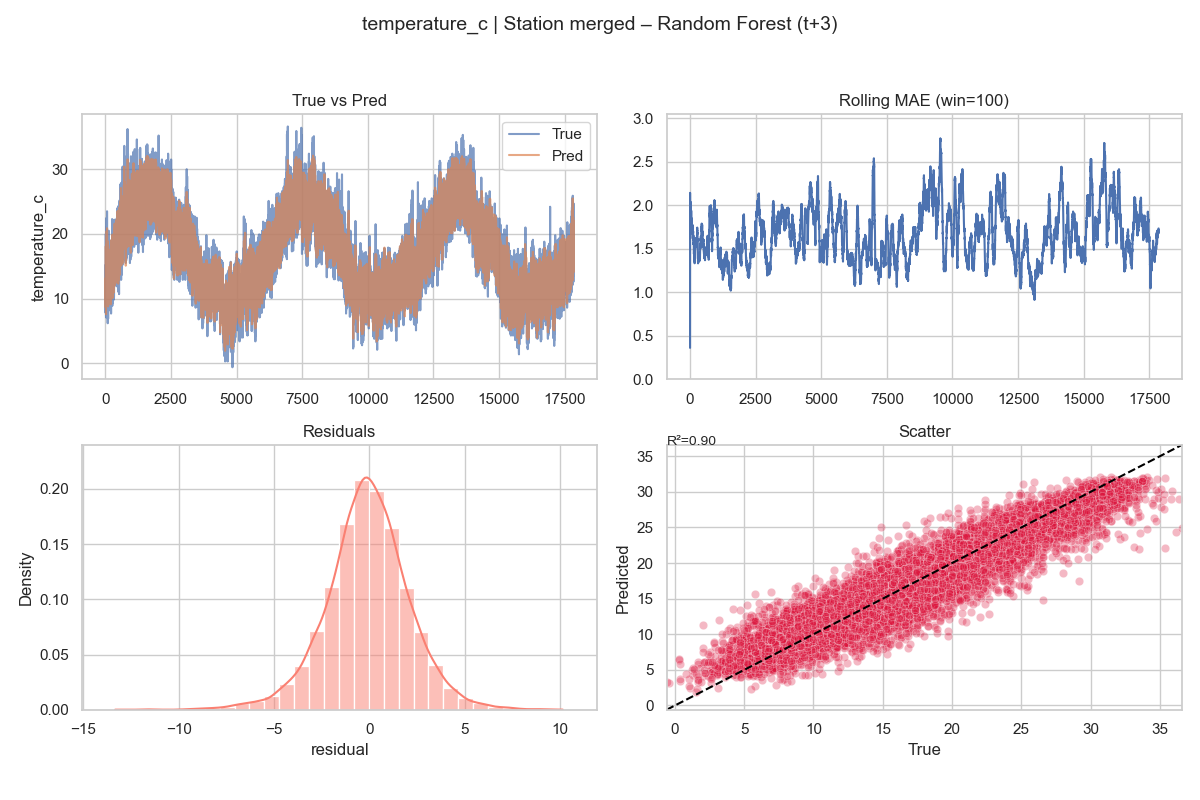 temperature_c | Station merged – Random Forest (t+3)
True vs Pred
temperature_c
30
20
10
0
0 2500 5000 7500 10000 12500 15000 17500
True
Pred
Rolling MAE (win=100)
3.0
2.5
2.0
1.5
1.0
0.5
0.0
0 2500 5000 7500 10000 12500 15000 17500
Residuals
Density
0.20
0.15
0.10
0.05
0.00
−15 −10 −5 0 5 10
residual
Scatter
R²=0.90
Predicted
35
30
25
20
15
10
5
0
0 5 10 15 20 25 30 35
True